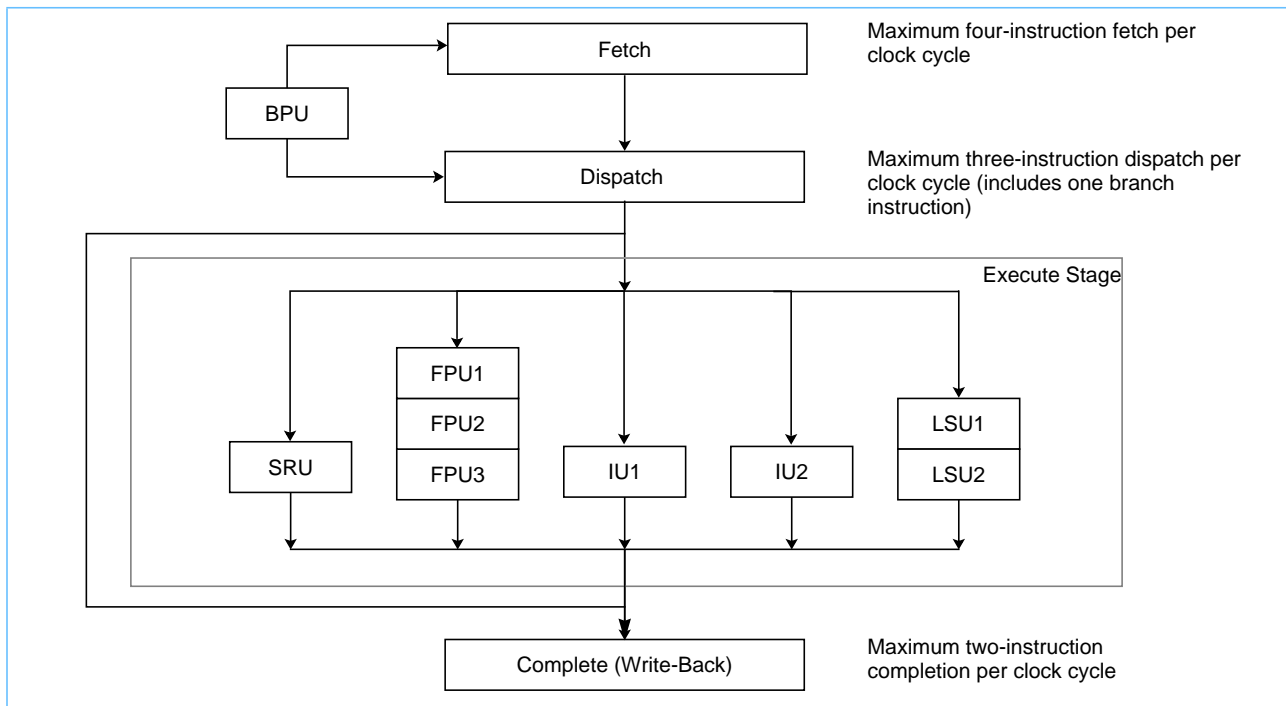 Fetch
Maximum four-instruction fetch per
clock cycle
BPU
Dispatch
Maximum three-instruction dispatch per
clock cycle (includes one branch
instruction)
Execute Stage
FPU1
FPU2
FPU3
SRU
IU1
IU2
LSU1
LSU2
Complete (Write-Back)
Maximum two-instruction
completion per clock cycle